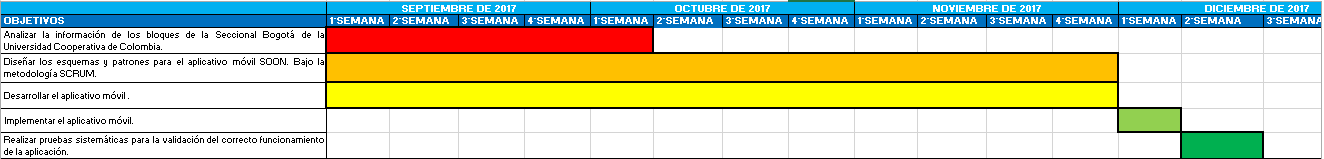 SEPTIEMBRE DE 2017 OCTUBRE DE 2017 NOVIEMBRE DE 2017 DICIEMBRE DE 2017
OBJETIVOS 1°SEMANA 2°SEMANA 3°SEMANA 4°SEMANA 1°SEMANA 2°SEMANA 3°SEMANA 4°SEMANA 1°SEMANA 2°SEMANA 3°SEMANA 4°SEMANA 1°SEMANA 2°SEMANA 3°SEMANA
Analizar la información de los bloques de la Seccional Bogotá de la
Universidad Cooperativa de Colombia.
Diseñar los esquemas y patrones para el aplicativo móvil SOON. Bajo la
metodología SCRUM.
Desarrollar el aplicativo móvil .
Implementar el aplicativo móvil.
Realizar pruebas sistemáticas para la validación del correcto funcionamiento
de la aplicación.